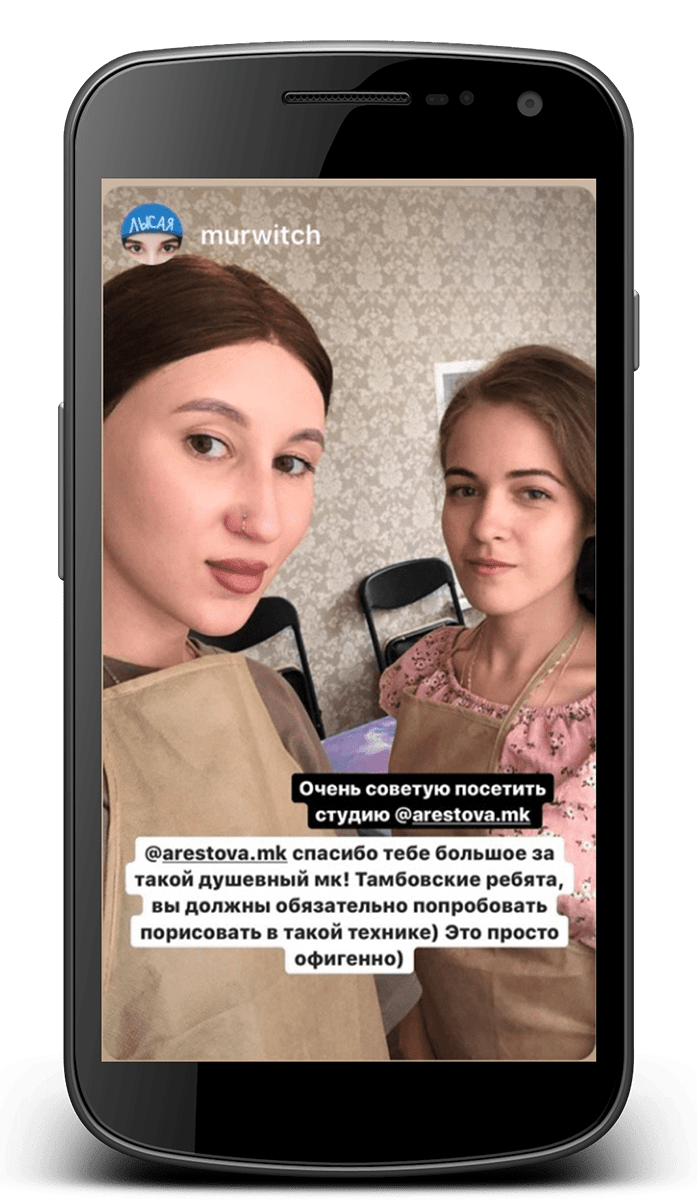 ЛЫСАЯ
murwitch
Очень советую посетить
студию @arestova.mk
@arestova.mk спасибо тебе большое за
такой душевный мк! Тамбовские ребята,
вы должны обязательно попробовать
порисовать в такой технике) Это просто
офигенно)